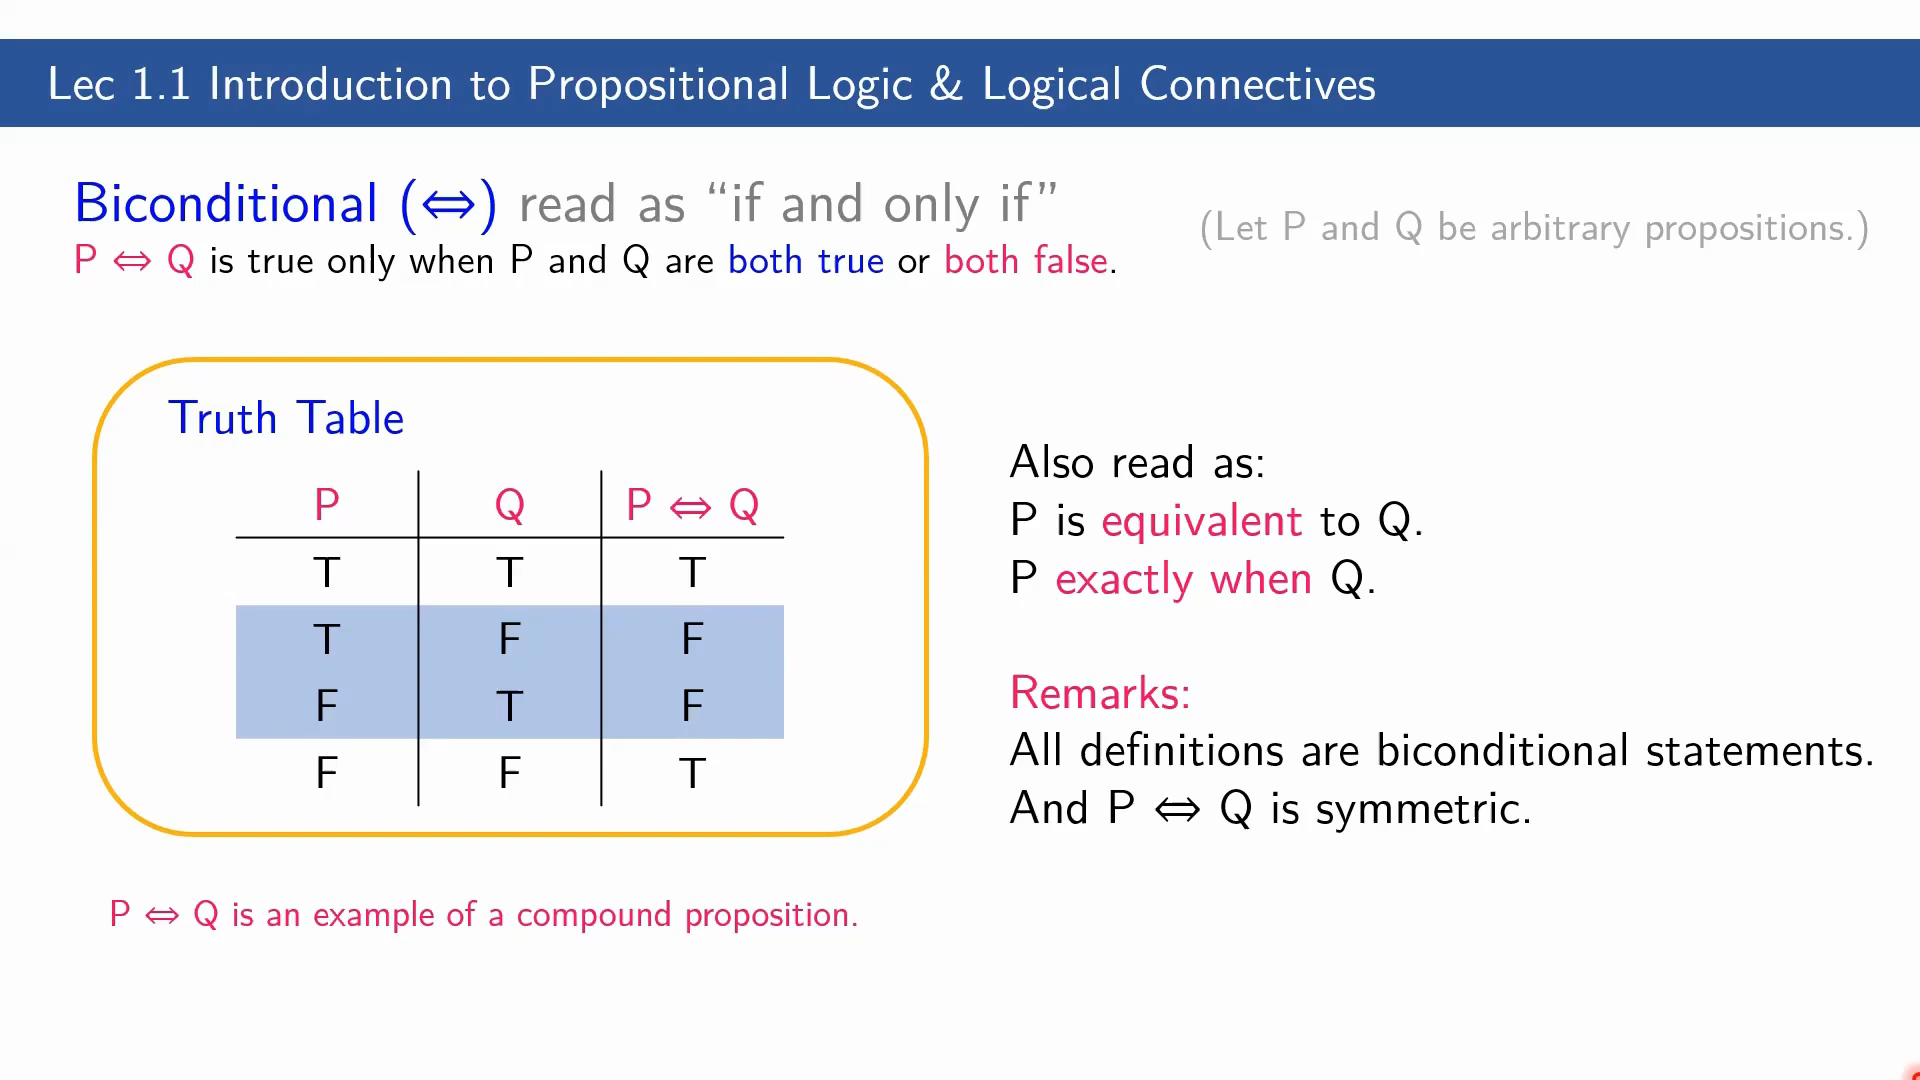 Lec 1.1 Introduction to Propositional Logic & Logical Connectives
Biconditional (⇔) read as “if and only if”
(Let P and Q be arbitrary propositions.)
P ⇔ Q is true only when P and Q are both true or both false.
Truth Table
P Q P ⇔ Q
T T T
T F F
F T F
F F T
Also read as:
P is equivalent to Q.
P exactly when Q.
Remarks:
All definitions are biconditional statements.
And P ⇔ Q is symmetric.
P ⇔ Q is an example of a compound proposition.